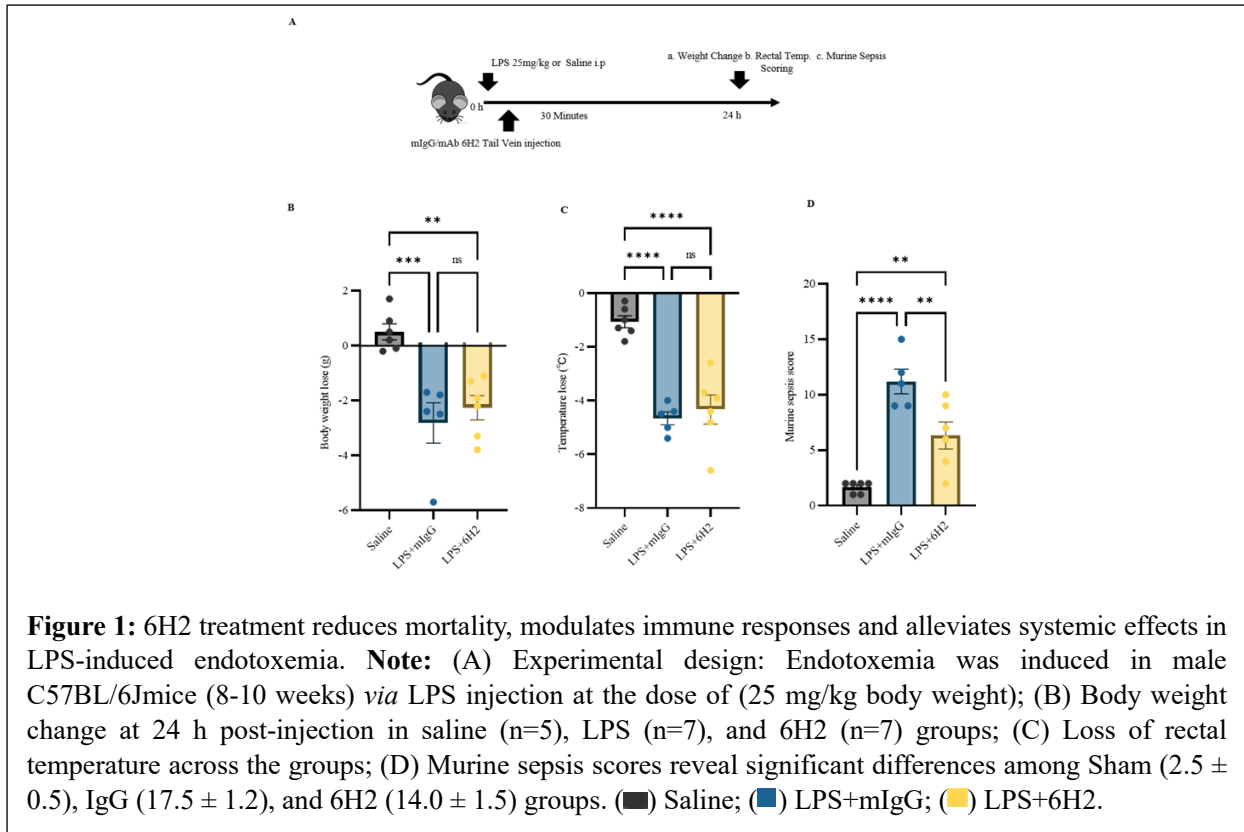 A
LPS 25mg/kg or Saline i.p
a. Weight Change b. Rectal Temp. c. Murine Sepsis
Scoring
0 h
30 Minutes
24 h
mIgG/mAb 6H2 Tail Vein injection
B
**
***
ns
2
0
-2
-4
-6
Body weight lose (g)
Saline
LPS+mIgG
LPS+6H2
C
****
****
ns
0
-2
-4
-6
-8
Temperature lose (℃)
Saline
LPS+mIgG
LPS+6H2
D
**
****
**
20
15
10
5
0
Murine sepsis score
Saline
LPS+mIgG
LPS+6H2
Figure 1: 6H2 treatment reduces mortality, modulates immune responses and alleviates systemic effects in
LPS-induced endotoxemia. Note: (A) Experimental design: Endotoxemia was induced in male
C57BL/6Jmice (8-10 weeks) via LPS injection at the dose of (25 mg/kg body weight); (B) Body weight
change at 24 h post-injection in saline (n=5), LPS (n=7), and 6H2 (n=7) groups; (C) Loss of rectal
temperature across the groups; (D) Murine sepsis scores reveal significant differences among Sham (2.5 ±
0.5), IgG (17.5 ± 1.2), and 6H2 (14.0 ± 1.5) groups. ( ) Saline; ( ) LPS+mIgG; ( ) LPS+6H2.